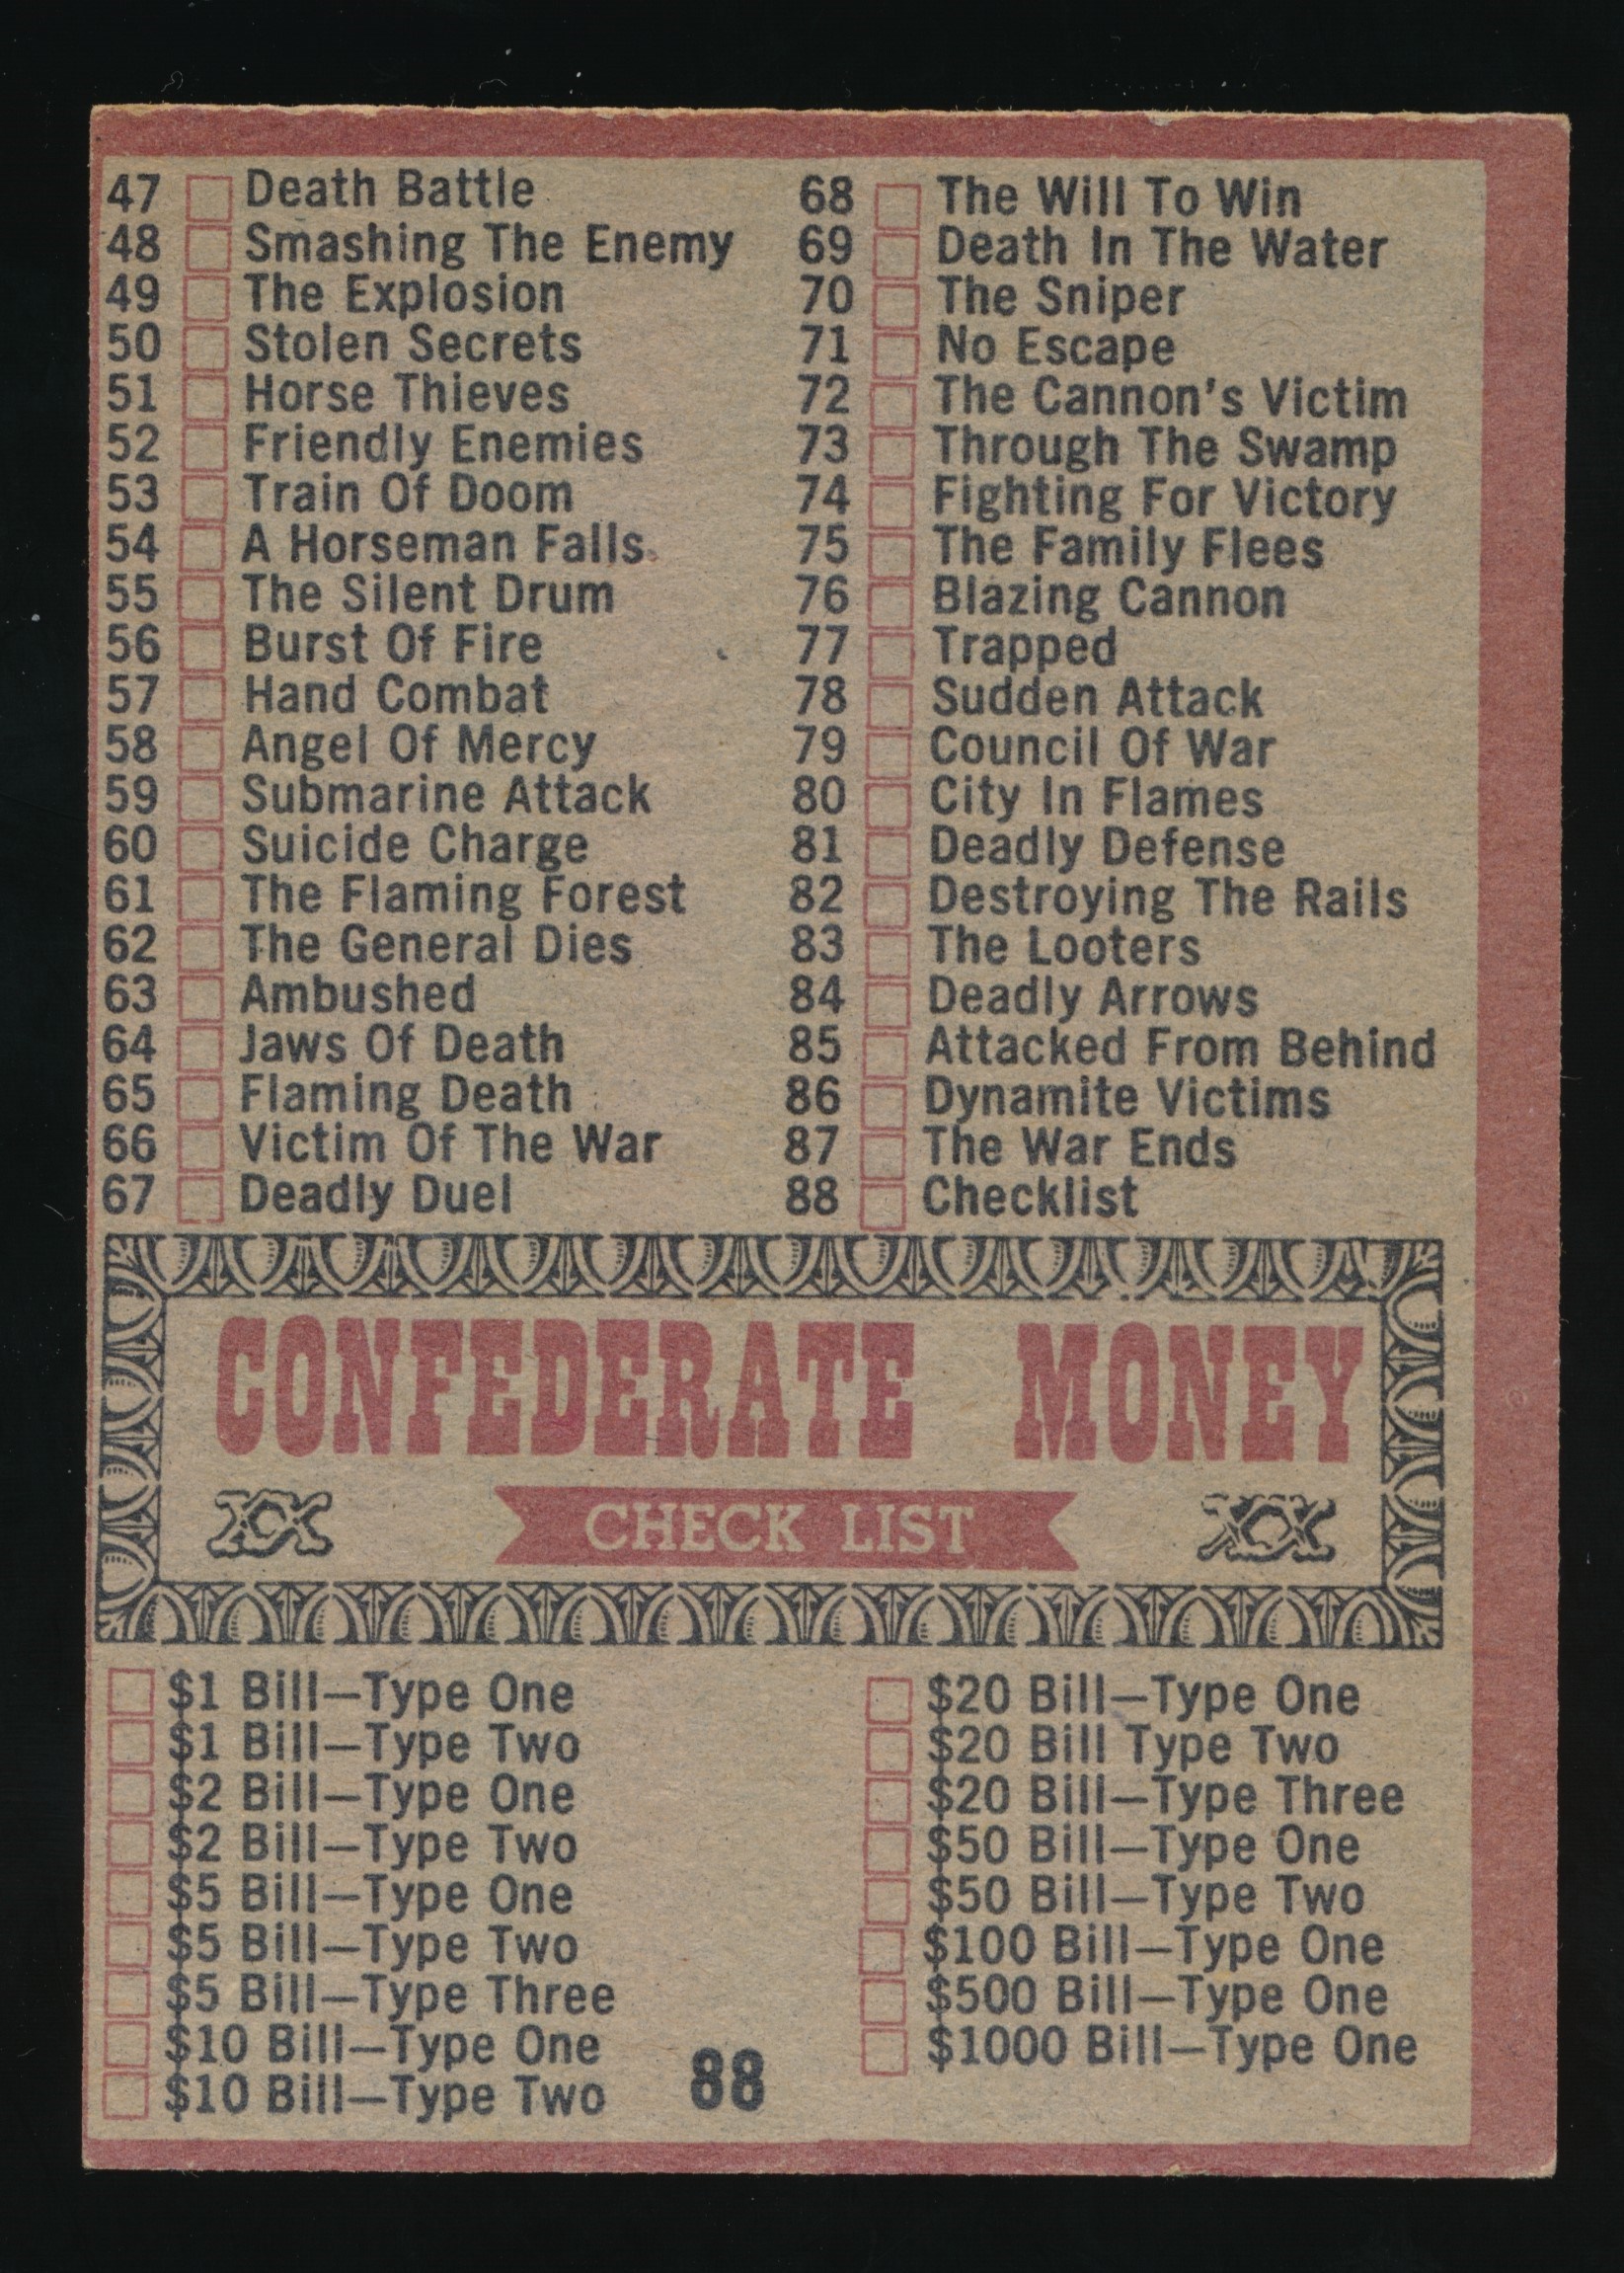 47 Death Battle
48 Smashing The Enemy
49 The Explosion
50 Stolen Secrets
51 Horse Thieves
52 Friendly Enemies
53 Train Of Doom
54 A Horseman Falls
55 The Silent Drum
56 Burst Of Fire
57 Hand Combat
58 Angel Of Mercy
59 Submarine Attack
60 Suicide Charge
61 The Flaming Forest
62 The General Dies
63 Ambushed
64 Jaws Of Death
65 Flaming Death
66 Victim Of The War
67 Deadly Duel
68 The Will To Win
69 Death In The Water
70 The Sniper
71 No Escape
72 The Cannon's Victim
73 Through The Swamp
74 Fighting For Victory
75 The Family Flees
76 Blazing Cannon
77 Trapped
78 Sudden Attack
79 Council Of War
80 City In Flames
81 Deadly Defense
82 Destroying The Rails
83 The Looters
84 Deadly Arrows
85 Attacked From Behind
86 Dynamite Victims
87 The War Ends
88 Checklist
CONFEDERATE MONEY
CHECK LIST
$1 Bill—Type One
$1 Bill—Type Two
$2 Bill—Type One
$2 Bill—Type Two
$5 Bill—Type One
$5 Bill—Type Two
$5 Bill—Type Three
$10 Bill—Type One
$10 Bill—Type Two
88
$20 Bill—Type One
$20 Bill Type Two
$20 Bill—Type Three
$50 Bill—Type One
$50 Bill—Type Two
$100 Bill—Type One
$500 Bill—Type One
$1000 Bill—Type One